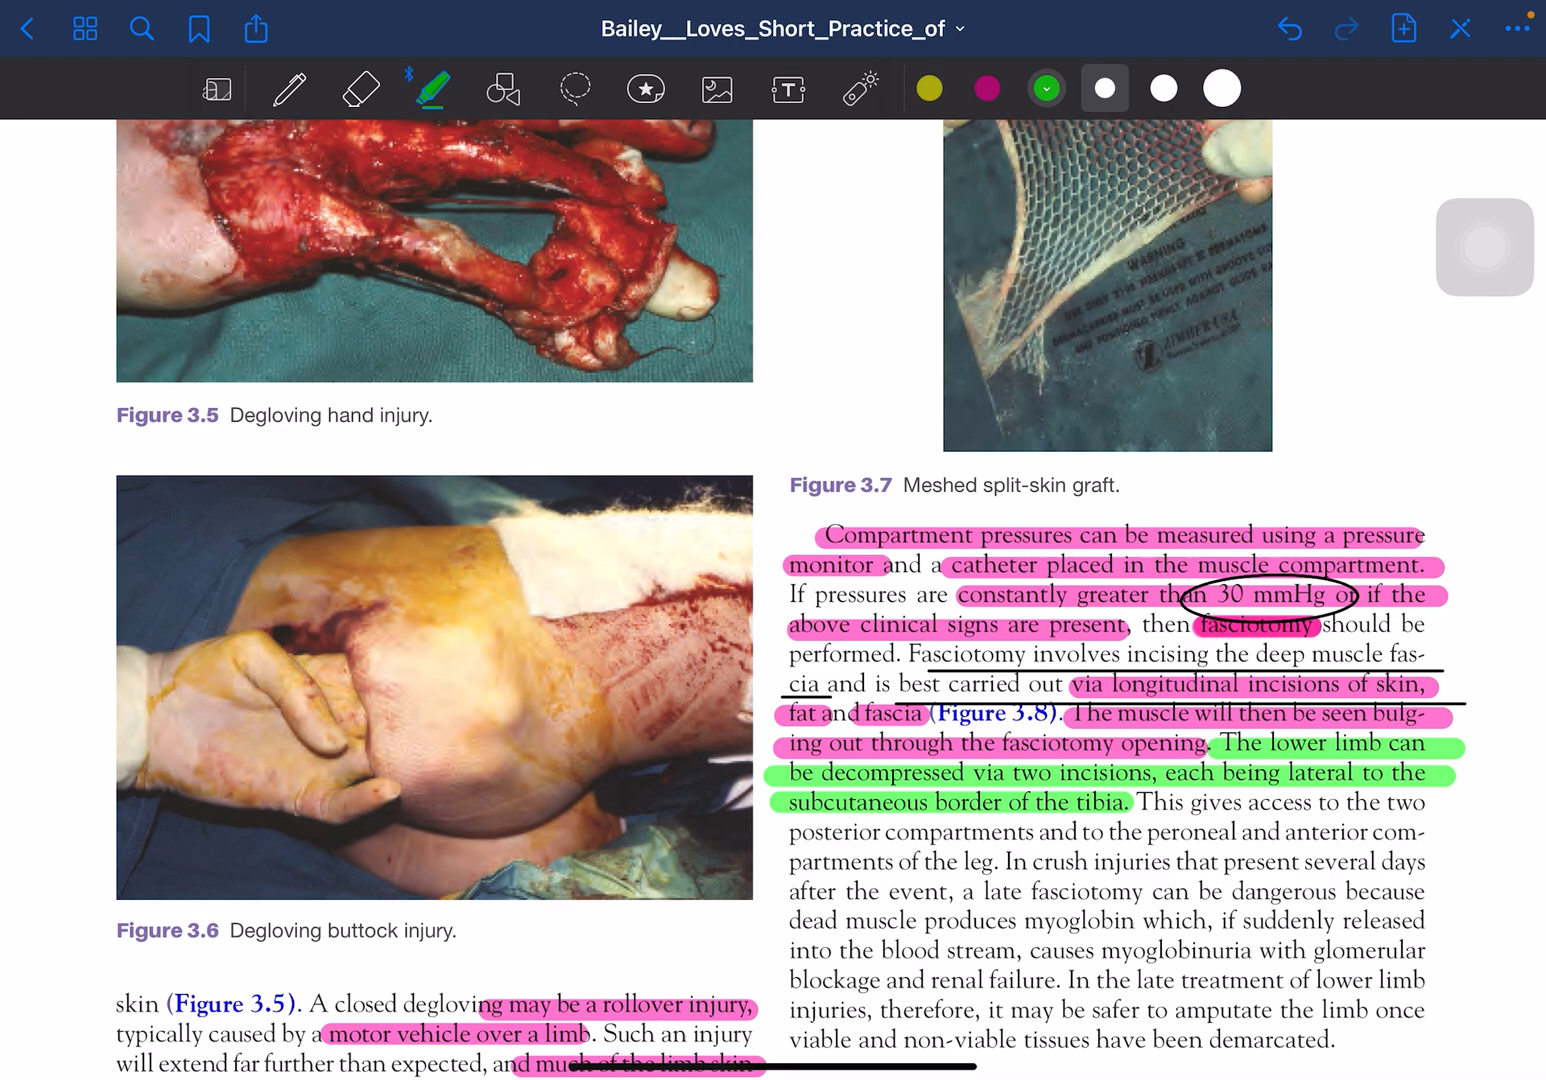 Bailey__Loves_Short_Practice_of
Figure 3.5 Degloving hand injury.
Figure 3.6 Degloving buttock injury.
skin (Figure 3.5). A closed degloving may be a rollover injury,
typically caused by a motor vehicle over a limb. Such an injury
will extend far further than expected, and much of the limb skin
WARNING
ZIMMER USA
Figure 3.7 Meshed split-skin graft.
Compartment pressures can be measured using a pressure
monitor and a catheter placed in the muscle compartment.
If pressures are constantly greater than 30 mmHg or if the
above clinical signs are present, then fasciotomy should be
performed. Fasciotomy involves incising the deep muscle fas-
cia and is best carried out via longitudinal incisions of skin,
fat and fascia (Figure 3.8). The muscle will then be seen bulg-
ing out through the fasciotomy opening. The lower limb can
be decompressed via two incisions, each being lateral to the
subcutaneous border of the tibia. This gives access to the two
posterior compartments and to the peroneal and anterior com-
partments of the leg. In crush injuries that present several days
after the event, a late fasciotomy can be dangerous because
dead muscle produces myoglobin which, if suddenly released
into the blood stream, causes myoglobinuria with glomerular
blockage and renal failure. In the late treatment of lower limb
injuries, therefore, it may be safer to amputate the limb once
viable and non-viable tissues have been demarcated.